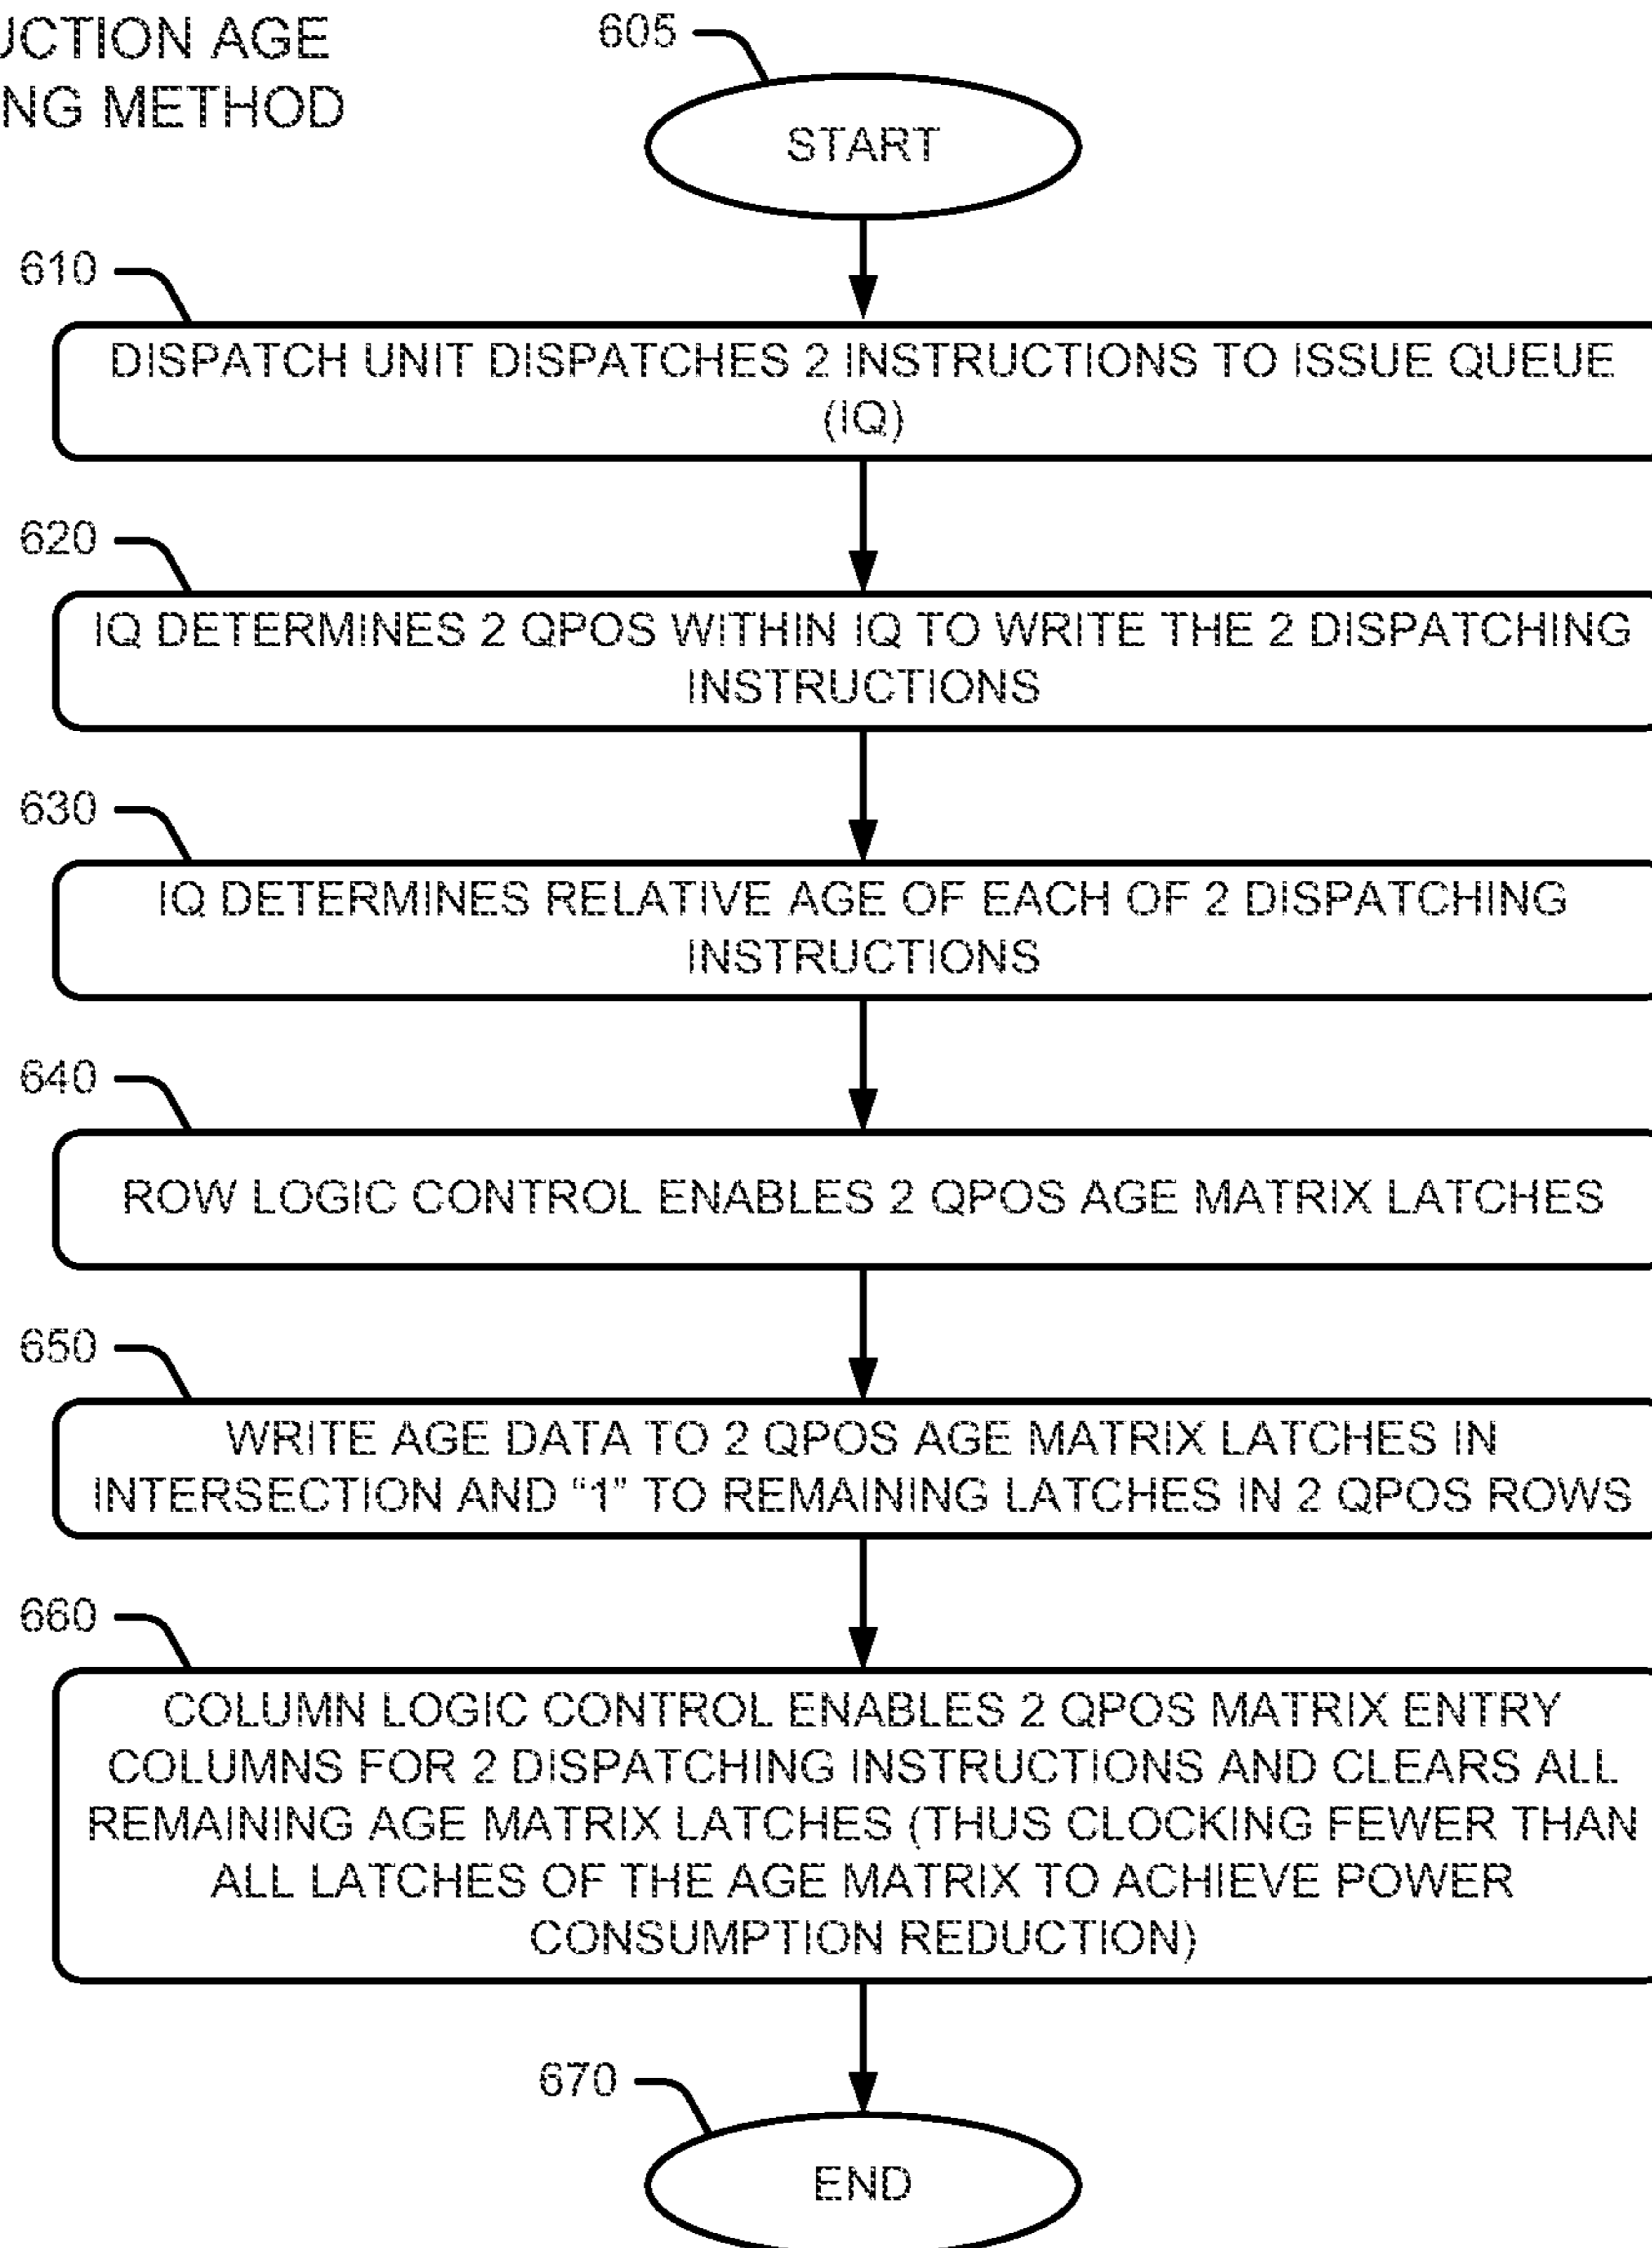 UCTION AGE
NG METHOD
605
START
610
DISPATCH UNIT DISPATCHES 2 INSTRUCTIONS TO ISSUE QUEUE
(IQ)
620
IQ DETERMINES 2 QPOS WITHIN IQ TO WRITE THE 2 DISPATCHING
INSTRUCTIONS
630
IQ DETERMINES RELATIVE AGE OF EACH OF 2 DISPATCHING
INSTRUCTIONS
640
ROW LOGIC CONTROL ENABLES 2 QPOS AGE MATRIX LATCHES
650
WRITE AGE DATA TO 2 QPOS AGE MATRIX LATCHES IN
INTERSECTION AND “1” TO REMAINING LATCHES IN 2 QPOS ROWS
660
COLUMN LOGIC CONTROL ENABLES 2 QPOS MATRIX ENTRY
COLUMNS FOR 2 DISPATCHING INSTRUCTIONS AND CLEARS ALL
REMAINING AGE MATRIX LATCHES (THUS CLOCKING FEWER THAN
ALL LATCHES OF THE AGE MATRIX TO ACHIEVE POWER
CONSUMPTION REDUCTION)
670
END